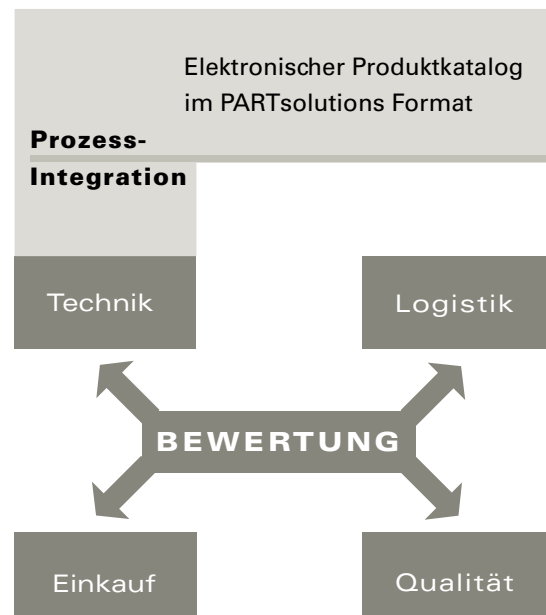 Elektronischer Produktkatalog
im PARTsolutions Format
Prozess-
Integration
Technik
Logistik
BEWERTUNG
Einkauf
Qualität